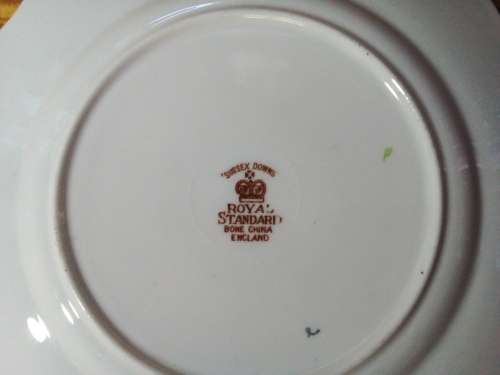 "SUSSEX DOWNS"
ROYAL
STANDARD
BONE CHINA
ENGLAND